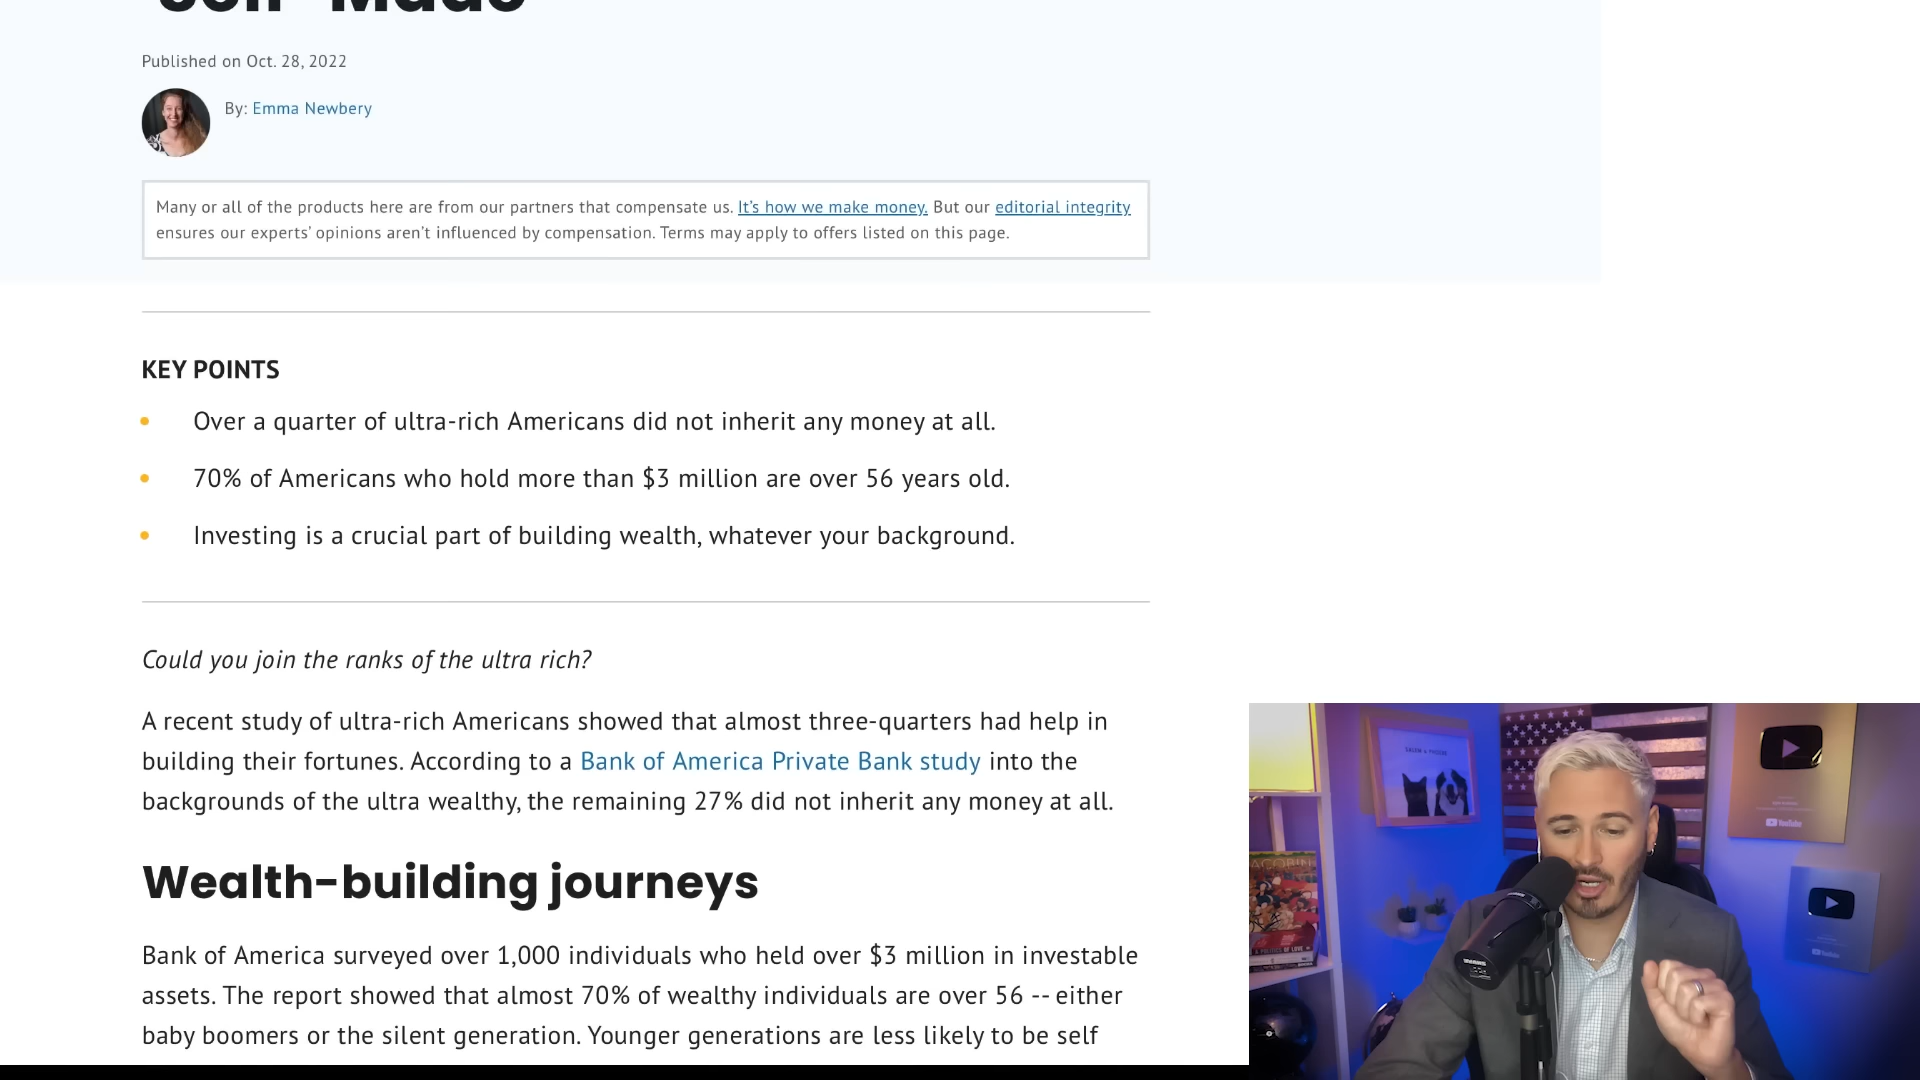 "Self-Made"
Published on Oct. 28, 2022
By: Emma Newbery
Many or all of the products here are from our partners that compensate us. It's how we make money. But our editorial integrity
ensures our experts' opinions aren't influenced by compensation. Terms may apply to offers listed on this page.
KEY POINTS
Over a quarter of ultra-rich Americans did not inherit any money at all.
70% of Americans who hold more than $3 million are over 56 years old.
Investing is a crucial part of building wealth, whatever your background.
Could you join the ranks of the ultra rich?
A recent study of ultra-rich Americans showed that almost three-quarters had help in
building their fortunes. According to a Bank of America Private Bank study into the
backgrounds of the ultra wealthy, the remaining 27% did not inherit any money at all.
Wealth-building journeys
Bank of America surveyed over 1,000 individuals who held over $3 million in investable
assets. The report showed that almost 70% of wealthy individuals are over 56 -- either
baby boomers or the silent generation. Younger generations are less likely to be self
JACOBIN
YouTube
YouTube